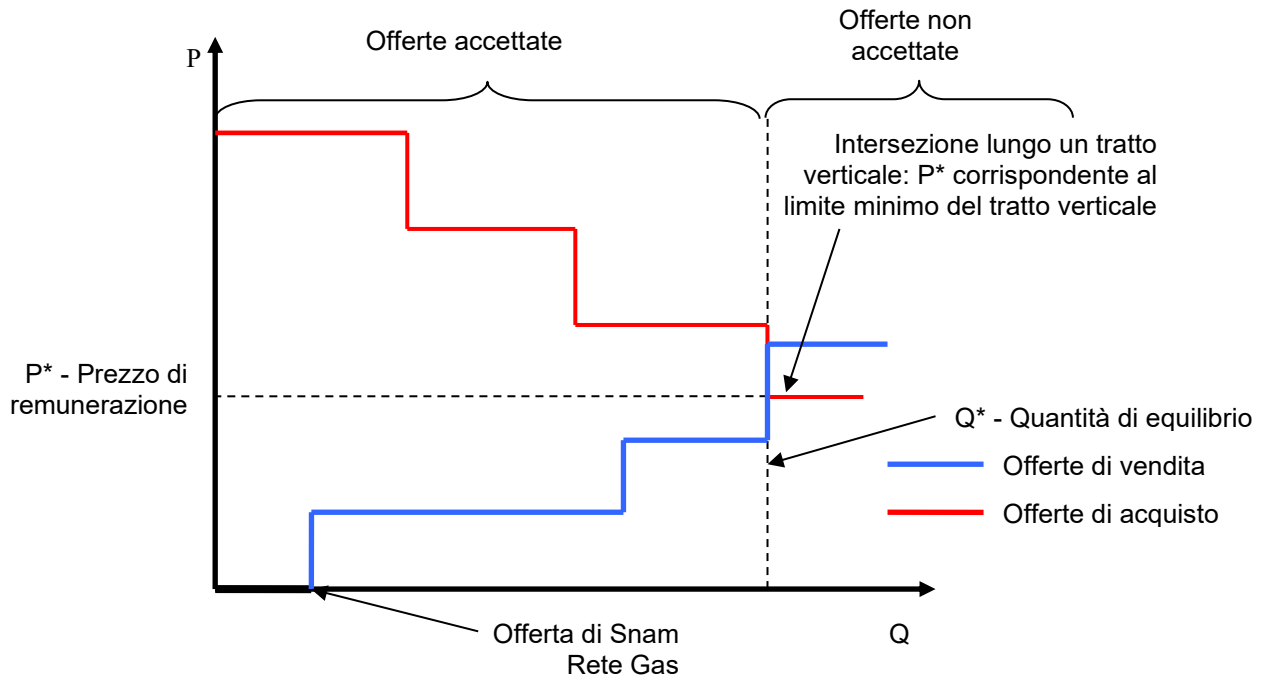 Offerte non
accettate
Offerte accettate
P
Intersezione lungo un tratto
verticale: P* corrispondente al
limite minimo del tratto verticale
P* - Prezzo di
remunerazione
Q* - Quantità di equilibrio
Offerte di vendita
Offerte di acquisto
Offerta di Snam
Rete Gas
Q